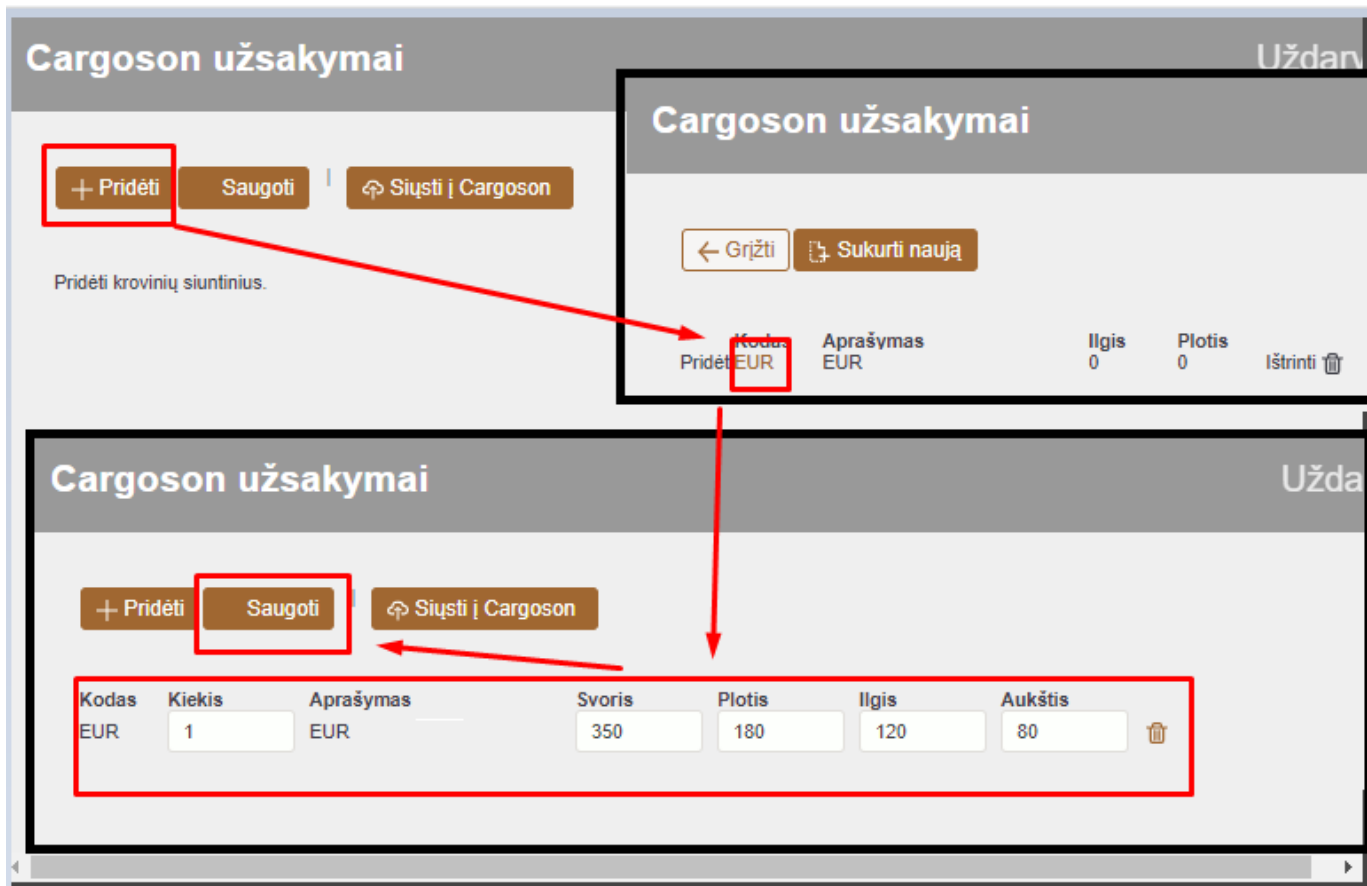 Cargoson užsakymai
+ Pridėti Saugoti | Siųsti į Cargoson
Pridėti krovinių siuntinius.
Cargoson užsakymai
← Grįžti Sukurti naują
Kodas Aprašymas Ilgis Plotis
Pridėt EUR EUR 0 0 Ištrinti
Cargoson užsakymai
+ Pridėti Saugoti | Siųsti į Cargoson
Kodas Kiekis Aprašymas Svoris Plotis Ilgis Aukštis
EUR 1 EUR 350 180 120 80